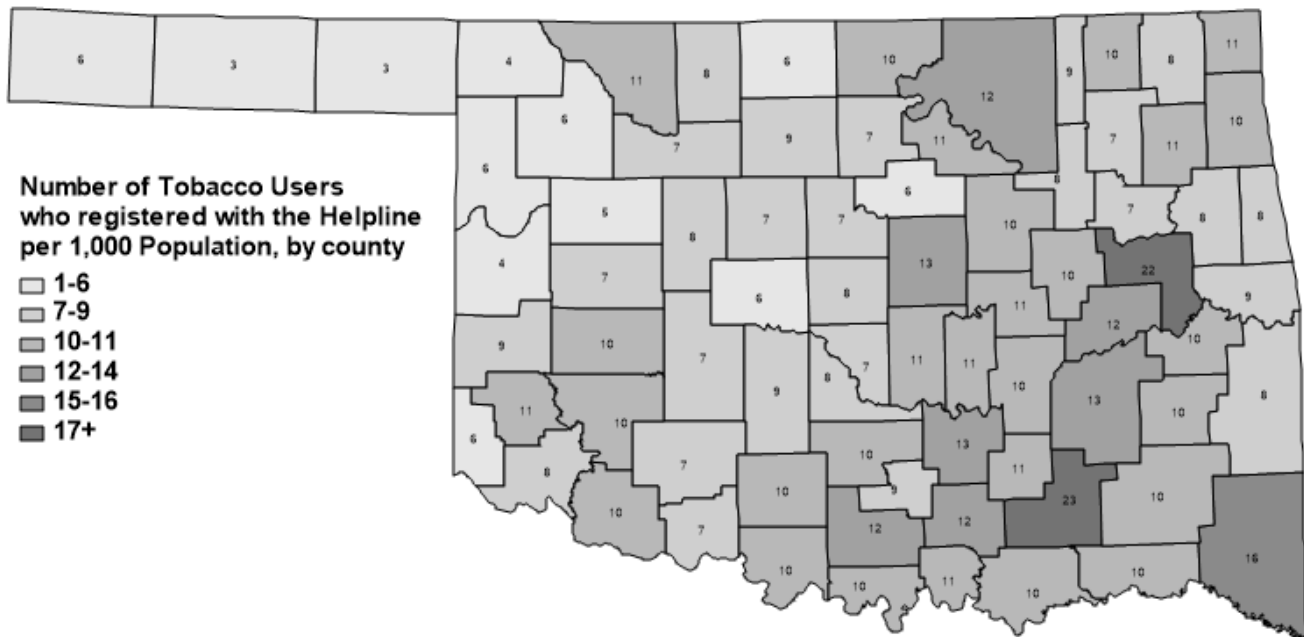 6 3 3 4 11 8 6 10 12 9 10 8 11
6 7 9 7 11 7 11 10
6 6 8 7 8 8
Number of Tobacco Users
who registered with the Helpline
per 1,000 Population, by county
5 8 7 7 10
4 7 13 10 22 9
1-6
7-9
10-11
12-14
15-16
17+
6 8 11 12 10
9 10 7 8 7 11 11 10 13 8
11 10 9 10
6 8 7 10 13 11 10
10 7 10 9 12 12 23 16
10 10 11 10 10